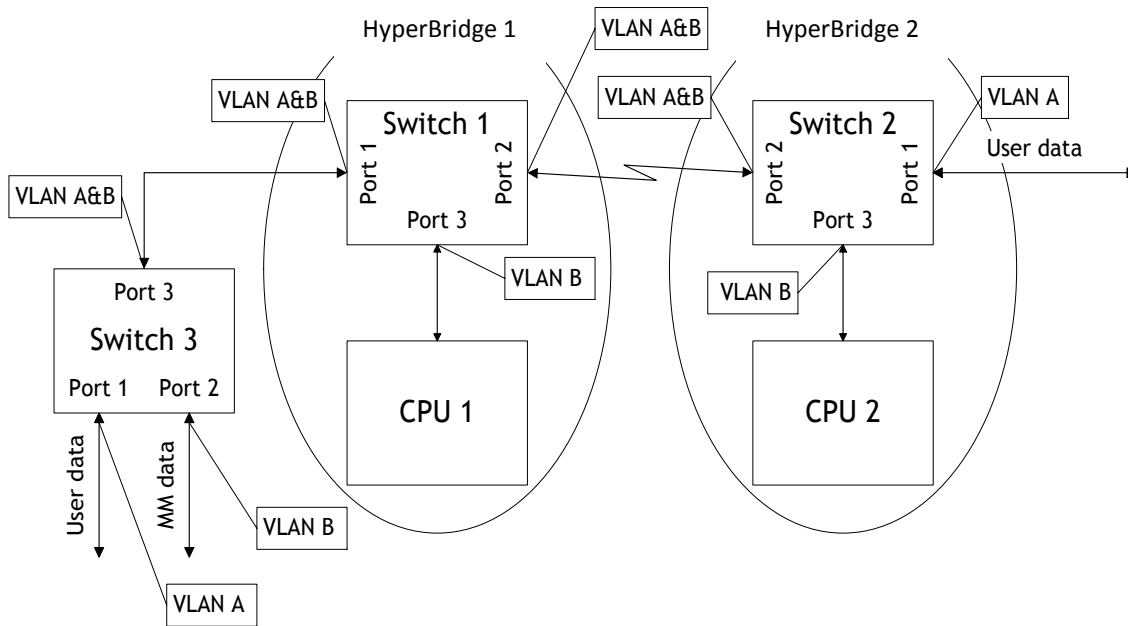 HyperBridge 1
VLAN A&B
HyperBridge 2
VLAN A&B
Switch 1
Port 1
Port 2
Port 3
VLAN A&B
Switch 2
Port 2
Port 1
Port 3
VLAN A
User data
VLAN A&B
Port 3
Switch 3
Port 1
Port 2
VLAN B
VLAN B
CPU 1
CPU 2
User data
MM data
VLAN B
VLAN A